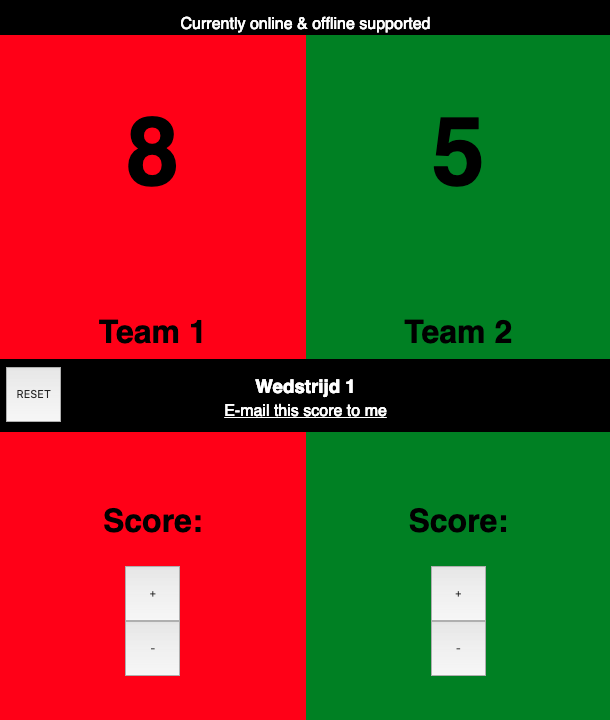 Currently online & offline supported
8
5
Team 1
Team 2
RESET
Wedstrijd 1
E-mail this score to me
Score:
Score:
+
+
-
-